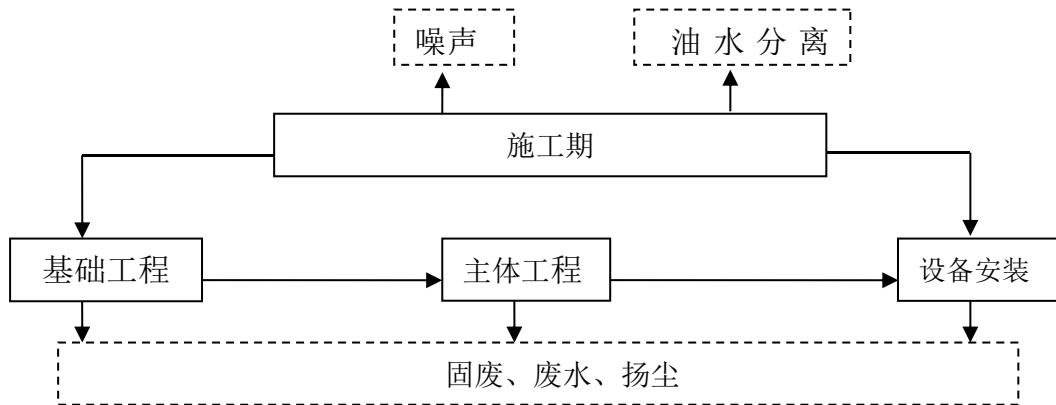 噪声
油水分离
施工期
基础工程
主体工程
设备安装
固废、废水、扬尘